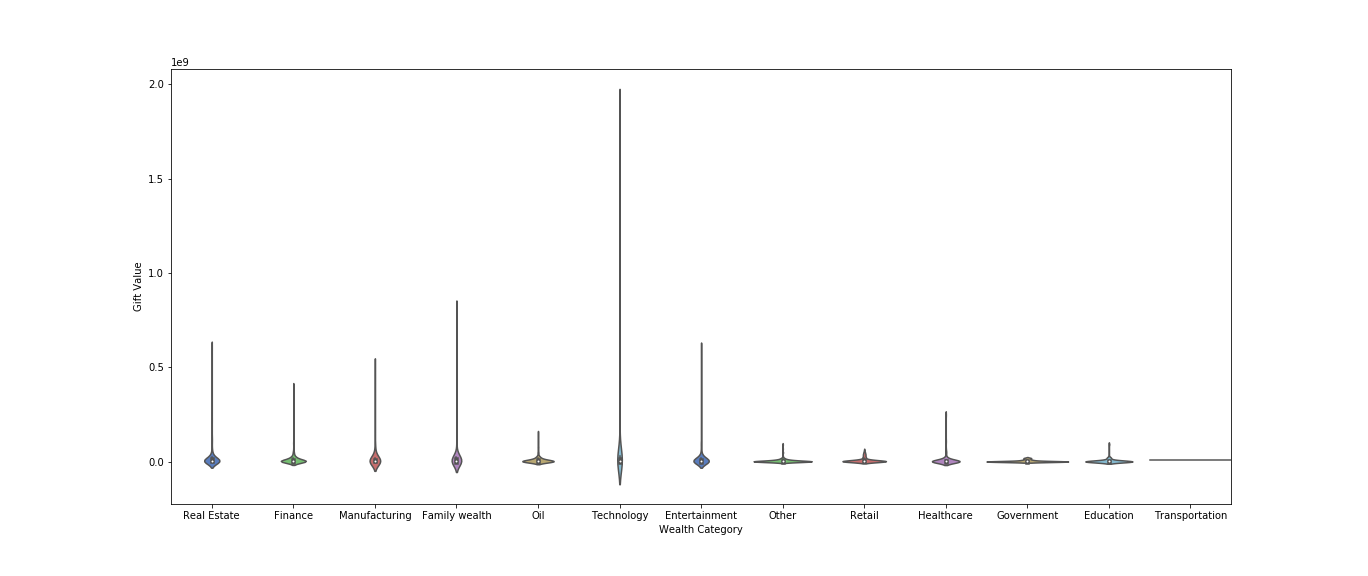 1e9
2.0
1.5
1.0
0.5
0.0
Gift Value
Real Estate Finance Manufacturing Family wealth Oil Technology Entertainment Other Retail Healthcare Government Education Transportation
Wealth Category